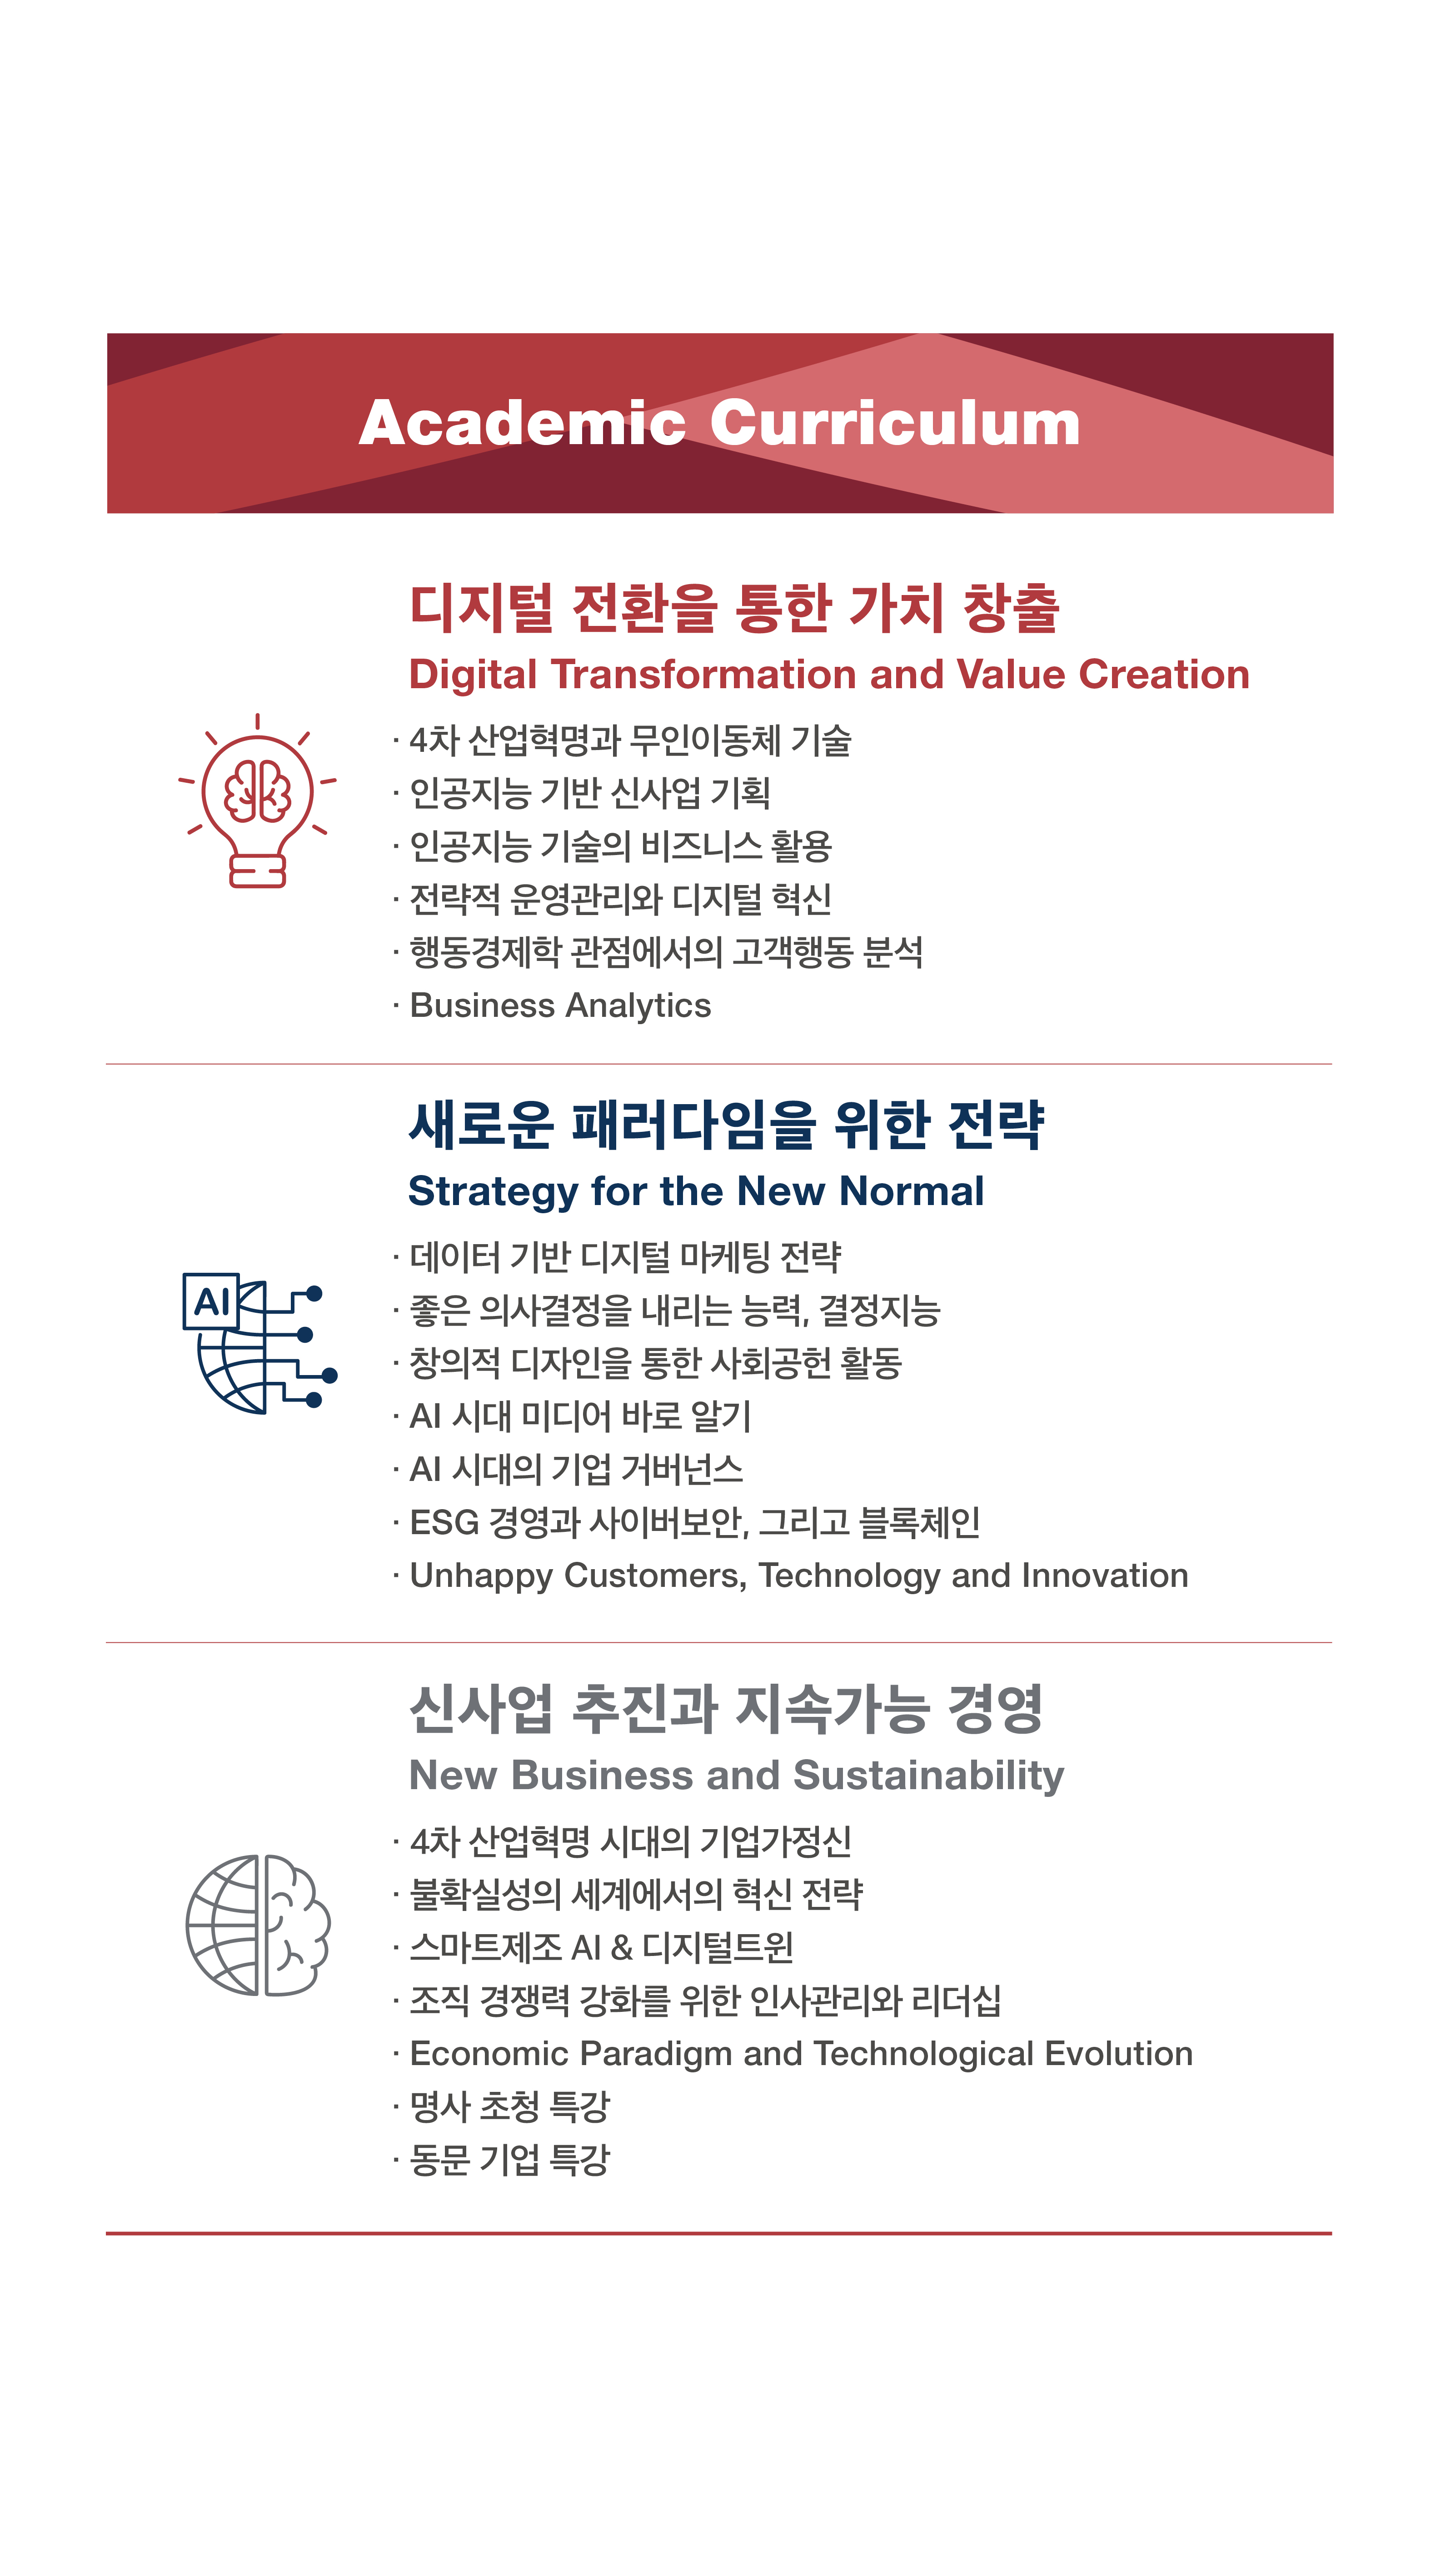 Academic Curriculum
디지털 전환을 통한 가치 창출
Digital Transformation and Value Creation
· 4차 산업혁명과 무인이동체 기술
· 인공지능 기반 신사업 기획
· 인공지능 기술의 비즈니스 활용
· 전략적 운영관리와 디지털 혁신
· 행동경제학 관점에서의 고객행동 분석
· Business Analytics
새로운 패러다임을 위한 전략
Strategy for the New Normal
AI
· 데이터 기반 디지털 마케팅 전략
· 좋은 의사결정을 내리는 능력, 결정지능
· 창의적 디자인을 통한 사회공헌 활동
· AI 시대 미디어 바로 알기
· AI 시대의 기업 거버넌스
· ESG 경영과 사이버보안, 그리고 블록체인
· Unhappy Customers, Technology and Innovation
신사업 추진과 지속가능 경영
New Business and Sustainability
· 4차 산업혁명 시대의 기업가정신
· 불확실성의 세계에서의 혁신 전략
· 스마트제조 AI & 디지털트윈
· 조직 경쟁력 강화를 위한 인사관리와 리더십
· Economic Paradigm and Technological Evolution
· 명사 초청 특강
· 동문 기업 특강